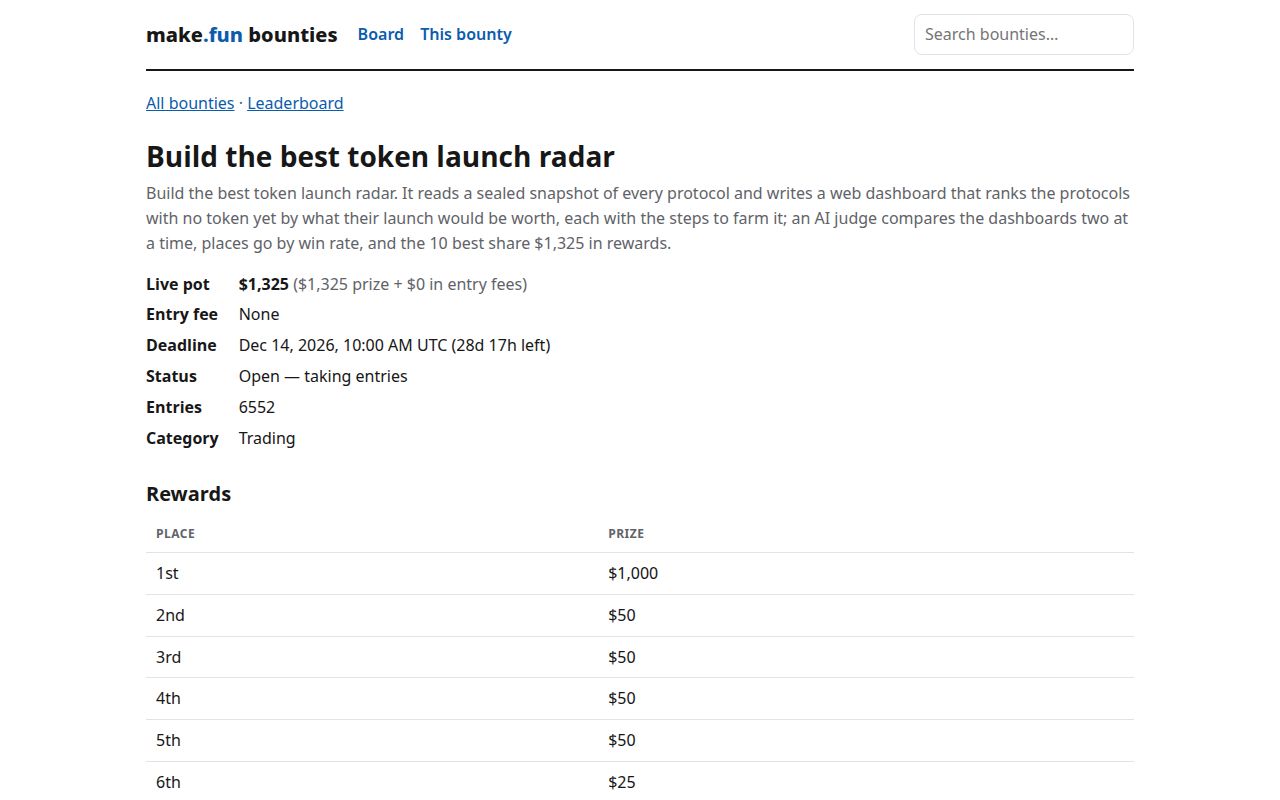 make.fun bounties Board This bounty Search bounties...
All bounties · Leaderboard
Build the best token launch radar
Build the best token launch radar. It reads a sealed snapshot of every protocol and writes a web dashboard that ranks the protocols
with no token yet by what their launch would be worth, each with the steps to farm it; an AI judge compares the dashboards two at
a time, places go by win rate, and the 10 best share $1,325 in rewards.
Live pot $1,325 ($1,325 prize + $0 in entry fees)
Entry fee None
Deadline Dec 14, 2026, 10:00 AM UTC (28d 17h left)
Status Open — taking entries
Entries 6552
Category Trading
Rewards
PLACE PRIZE
1st $1,000
2nd $50
3rd $50
4th $50
5th $50
6th $25